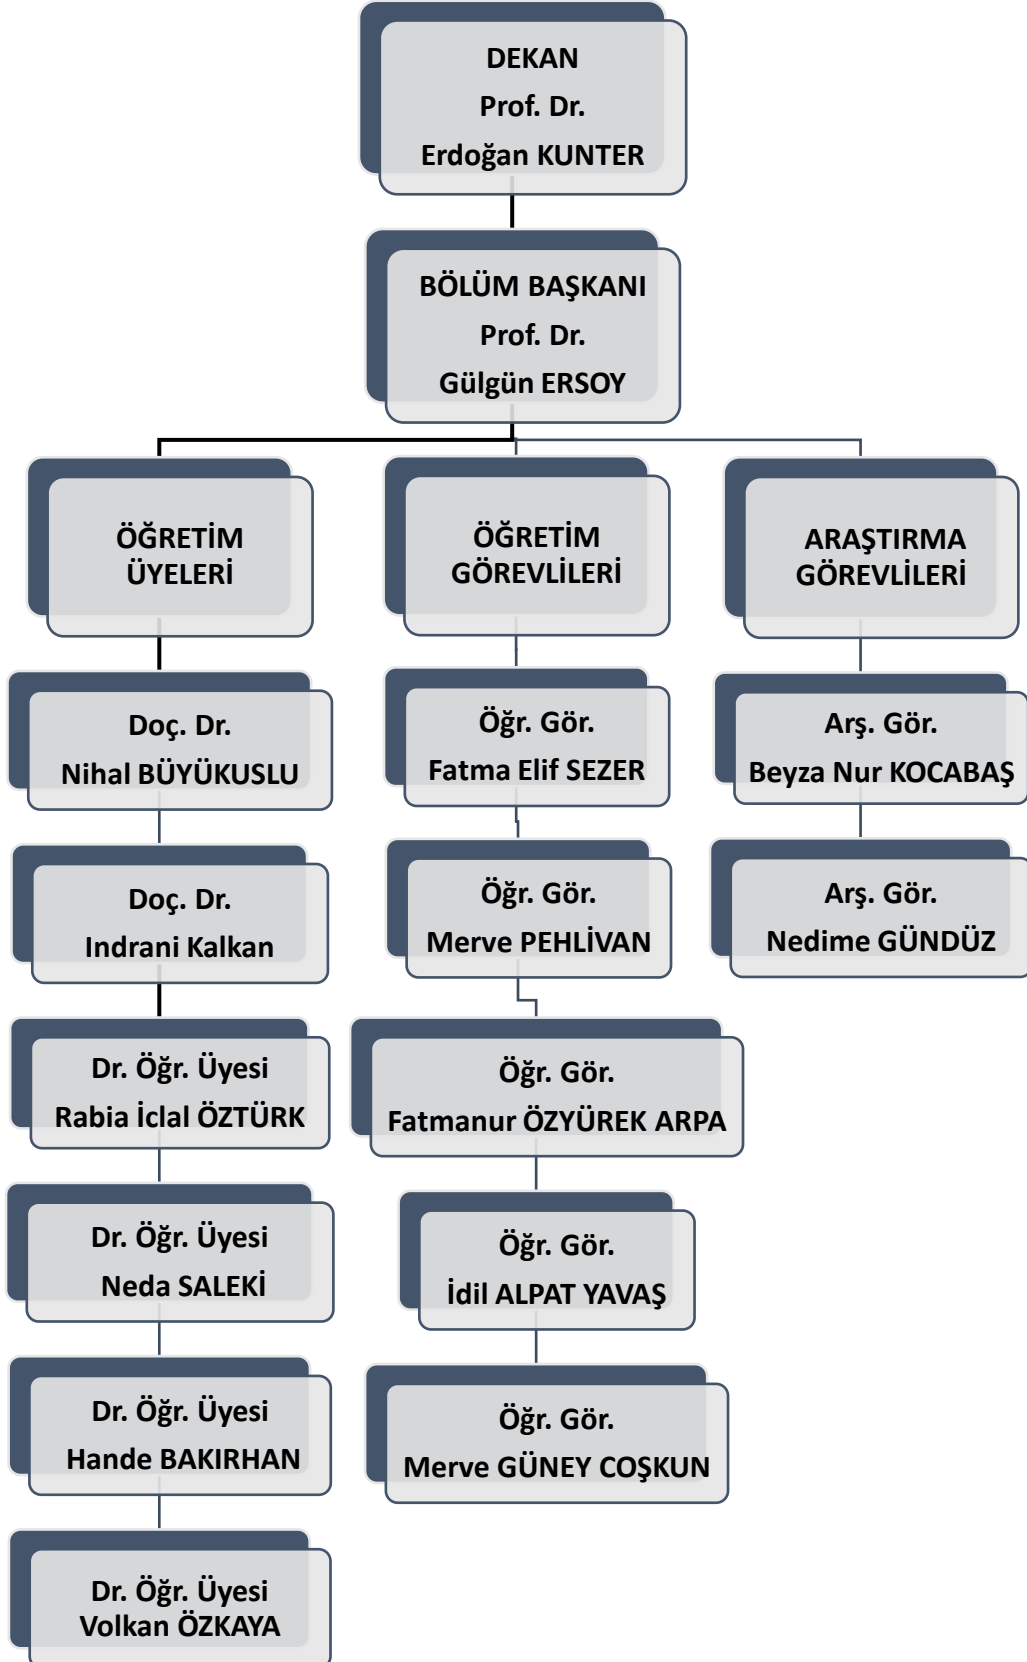 DEKAN
Prof. Dr.
Erdoğan KUNTER
BÖLÜM BAŞKANI
Prof. Dr.
Gülgün ERSOY
ÖĞRETİM
ÜYELERİ
Doç. Dr.
Nihal BÜYÜKUSLU
Doç. Dr.
Indrani Kalkan
Dr. Öğr. Üyesi
Rabia İclal ÖZTÜRK
Dr. Öğr. Üyesi
Neda SALEKİ
Dr. Öğr. Üyesi
Hande BAKIRHAN
Dr. Öğr. Üyesi
Volkan ÖZKAYA
ÖĞRETİM
GÖREVLİLERİ
Öğr. Gör.
Fatma Elif SEZER
Öğr. Gör.
Merve PEHLİVAN
Öğr. Gör.
Fatmanur ÖZYÜREK ARPA
Öğr. Gör.
İdil ALPAT YAVAŞ
Öğr. Gör.
Merve GÜNEY COŞKUN
ARAŞTIRMA
GÖREVLİLERİ
Arş. Gör.
Beyza Nur KOCABAŞ
Arş. Gör.
Nedime GÜNDÜZ